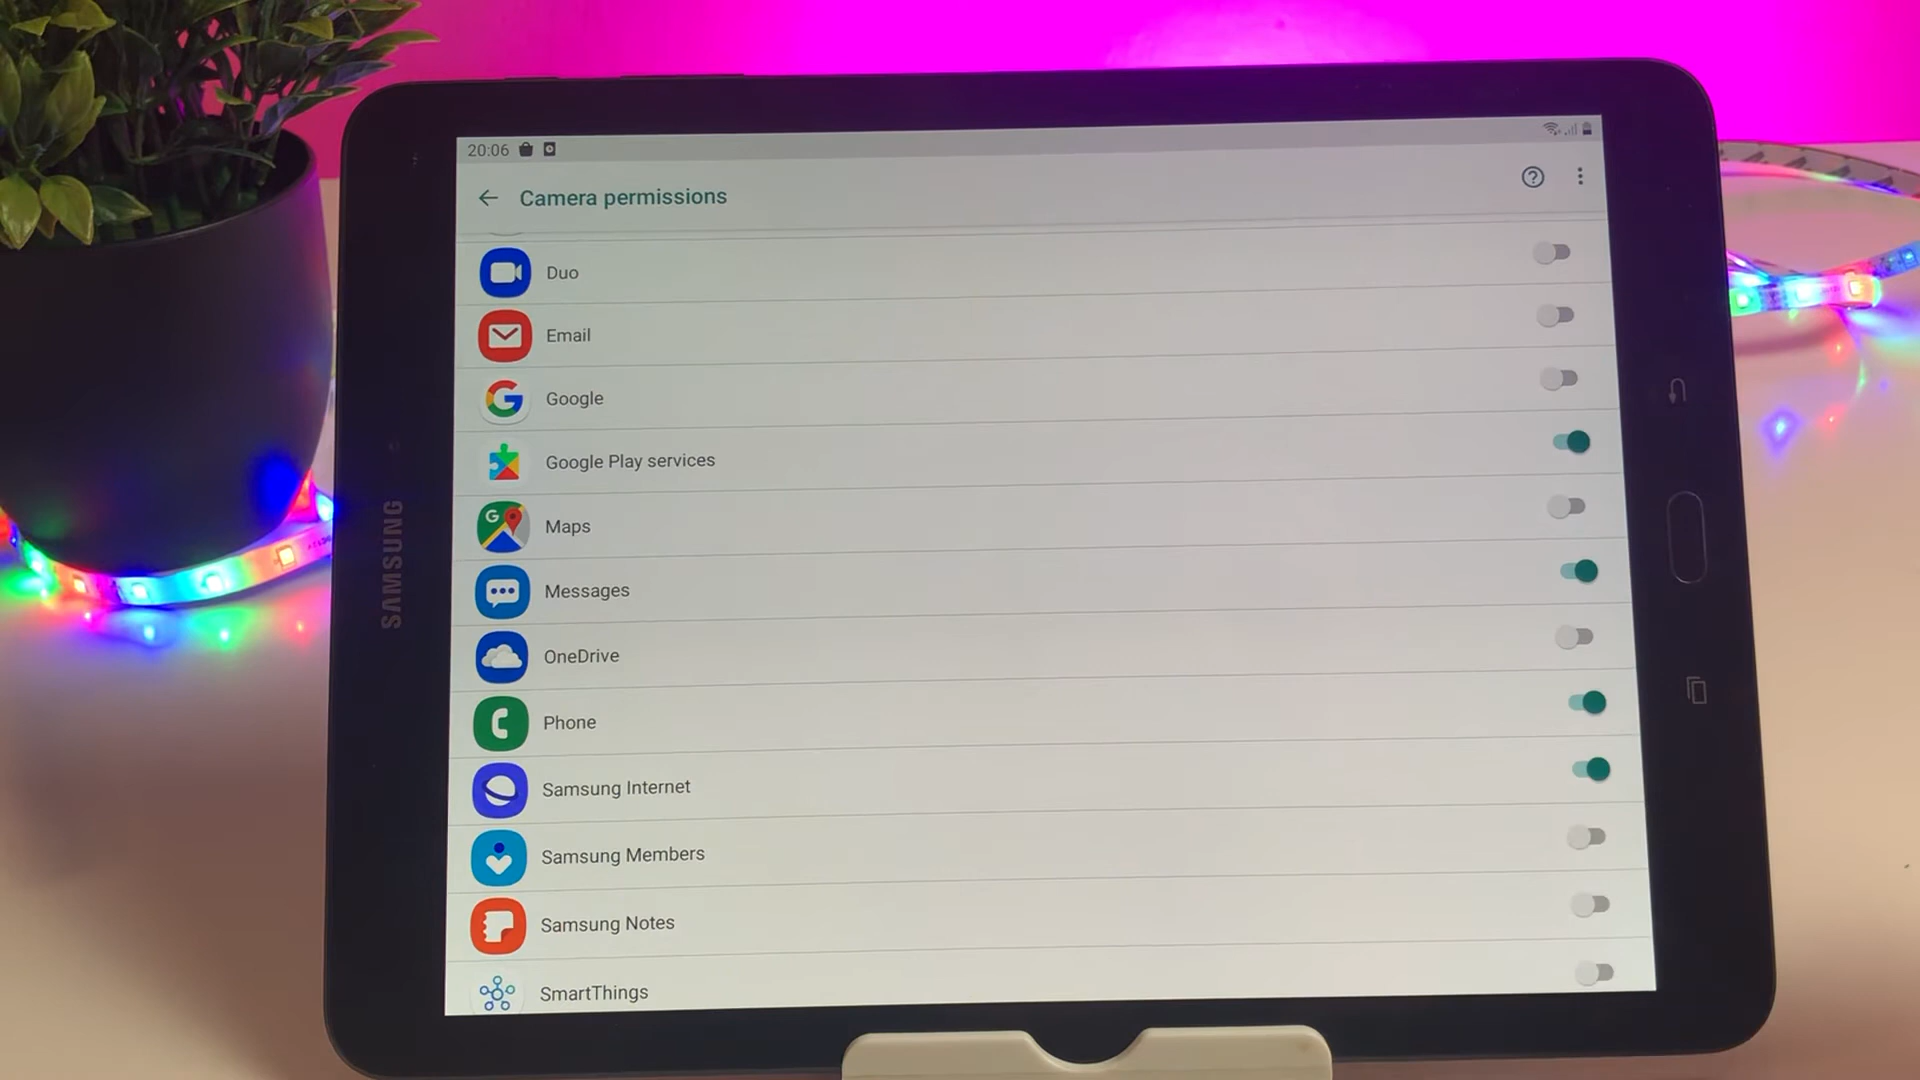 20:06
Camera permissions
Duo
Email
Google
Google Play services
Maps
Messages
OneDrive
Phone
Samsung Internet
Samsung Members
Samsung Notes
SmartThings
SAMSUNG